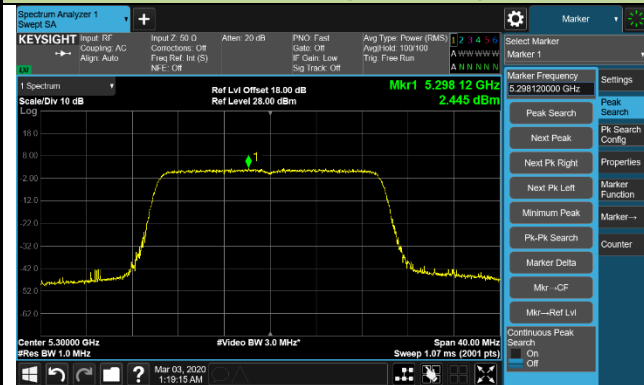 Spectrum Analyzer 1
Swept SA
+
Marker
KEYSIGHT Input: RF
Coupling: AC
Align: Auto
Input Z: 50 Ω
Corrections: Off
Freq Ref: Int (S)
NFE: Off
Atten: 20 dB
PNO: Fast
Gate: Off
IF Gain: Low
Sig Track: Off
Avg Type: Power (RMS)
Avg|Hold: 100/100
Trig: Free Run
1 2 3 4 5 6
A W W W W W
A N N N N N
LXI
Select Marker
Marker 1
Marker Frequency
5.298120000 GHz
Peak Search
Next Peak
Next Pk Right
Next Pk Left
Minimum Peak
Pk-Pk Search
Marker Delta
Mkr→CF
Mkr→Ref Lvl
Continuous Peak
Search
On
Off
Settings
Peak
Search
Pk Search
Config
Properties
Marker
Function
Marker→
Counter
1 Spectrum
Scale/Div 10 dB
Log
Ref Lvl Offset 18.00 dB
Ref Level 28.00 dBm
Mkr1 5.298 12 GHz
2.445 dBm
18.0
8.00
-2.00
-12.0
-22.0
-32.0
-42.0
-52.0
-62.0
1
Center 5.30000 GHz
#Res BW 1.0 MHz
#Video BW 3.0 MHz*
Span 40.00 MHz
Sweep 1.07 ms (2001 pts)
?
Mar 03, 2020
1:19:15 AM